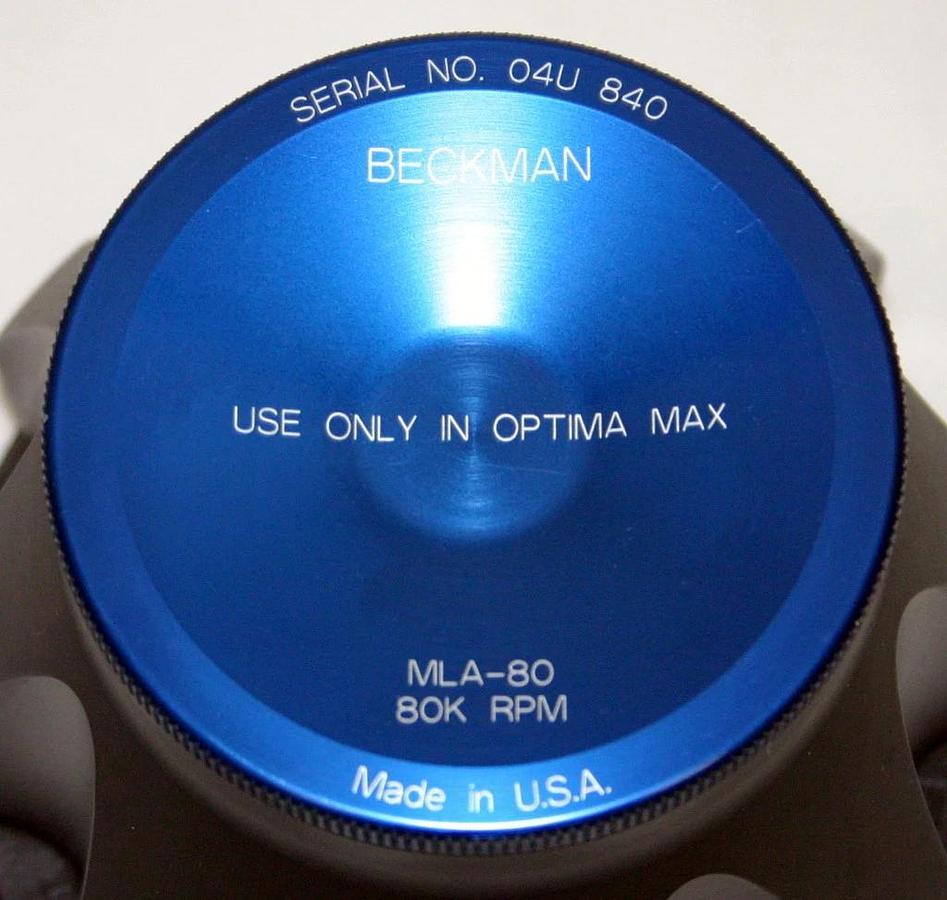 SERIAL NO. 04U 840
BECKMAN
USE ONLY IN OPTIMA MAX
MLA-80
80K RPM
Made in U.S.A.